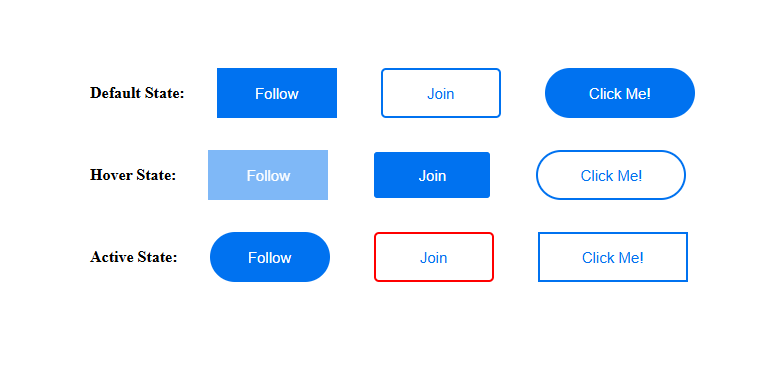 Default State: Follow Join Click Me!
Hover State: Follow Join Click Me!
Active State: Follow Join Click Me!